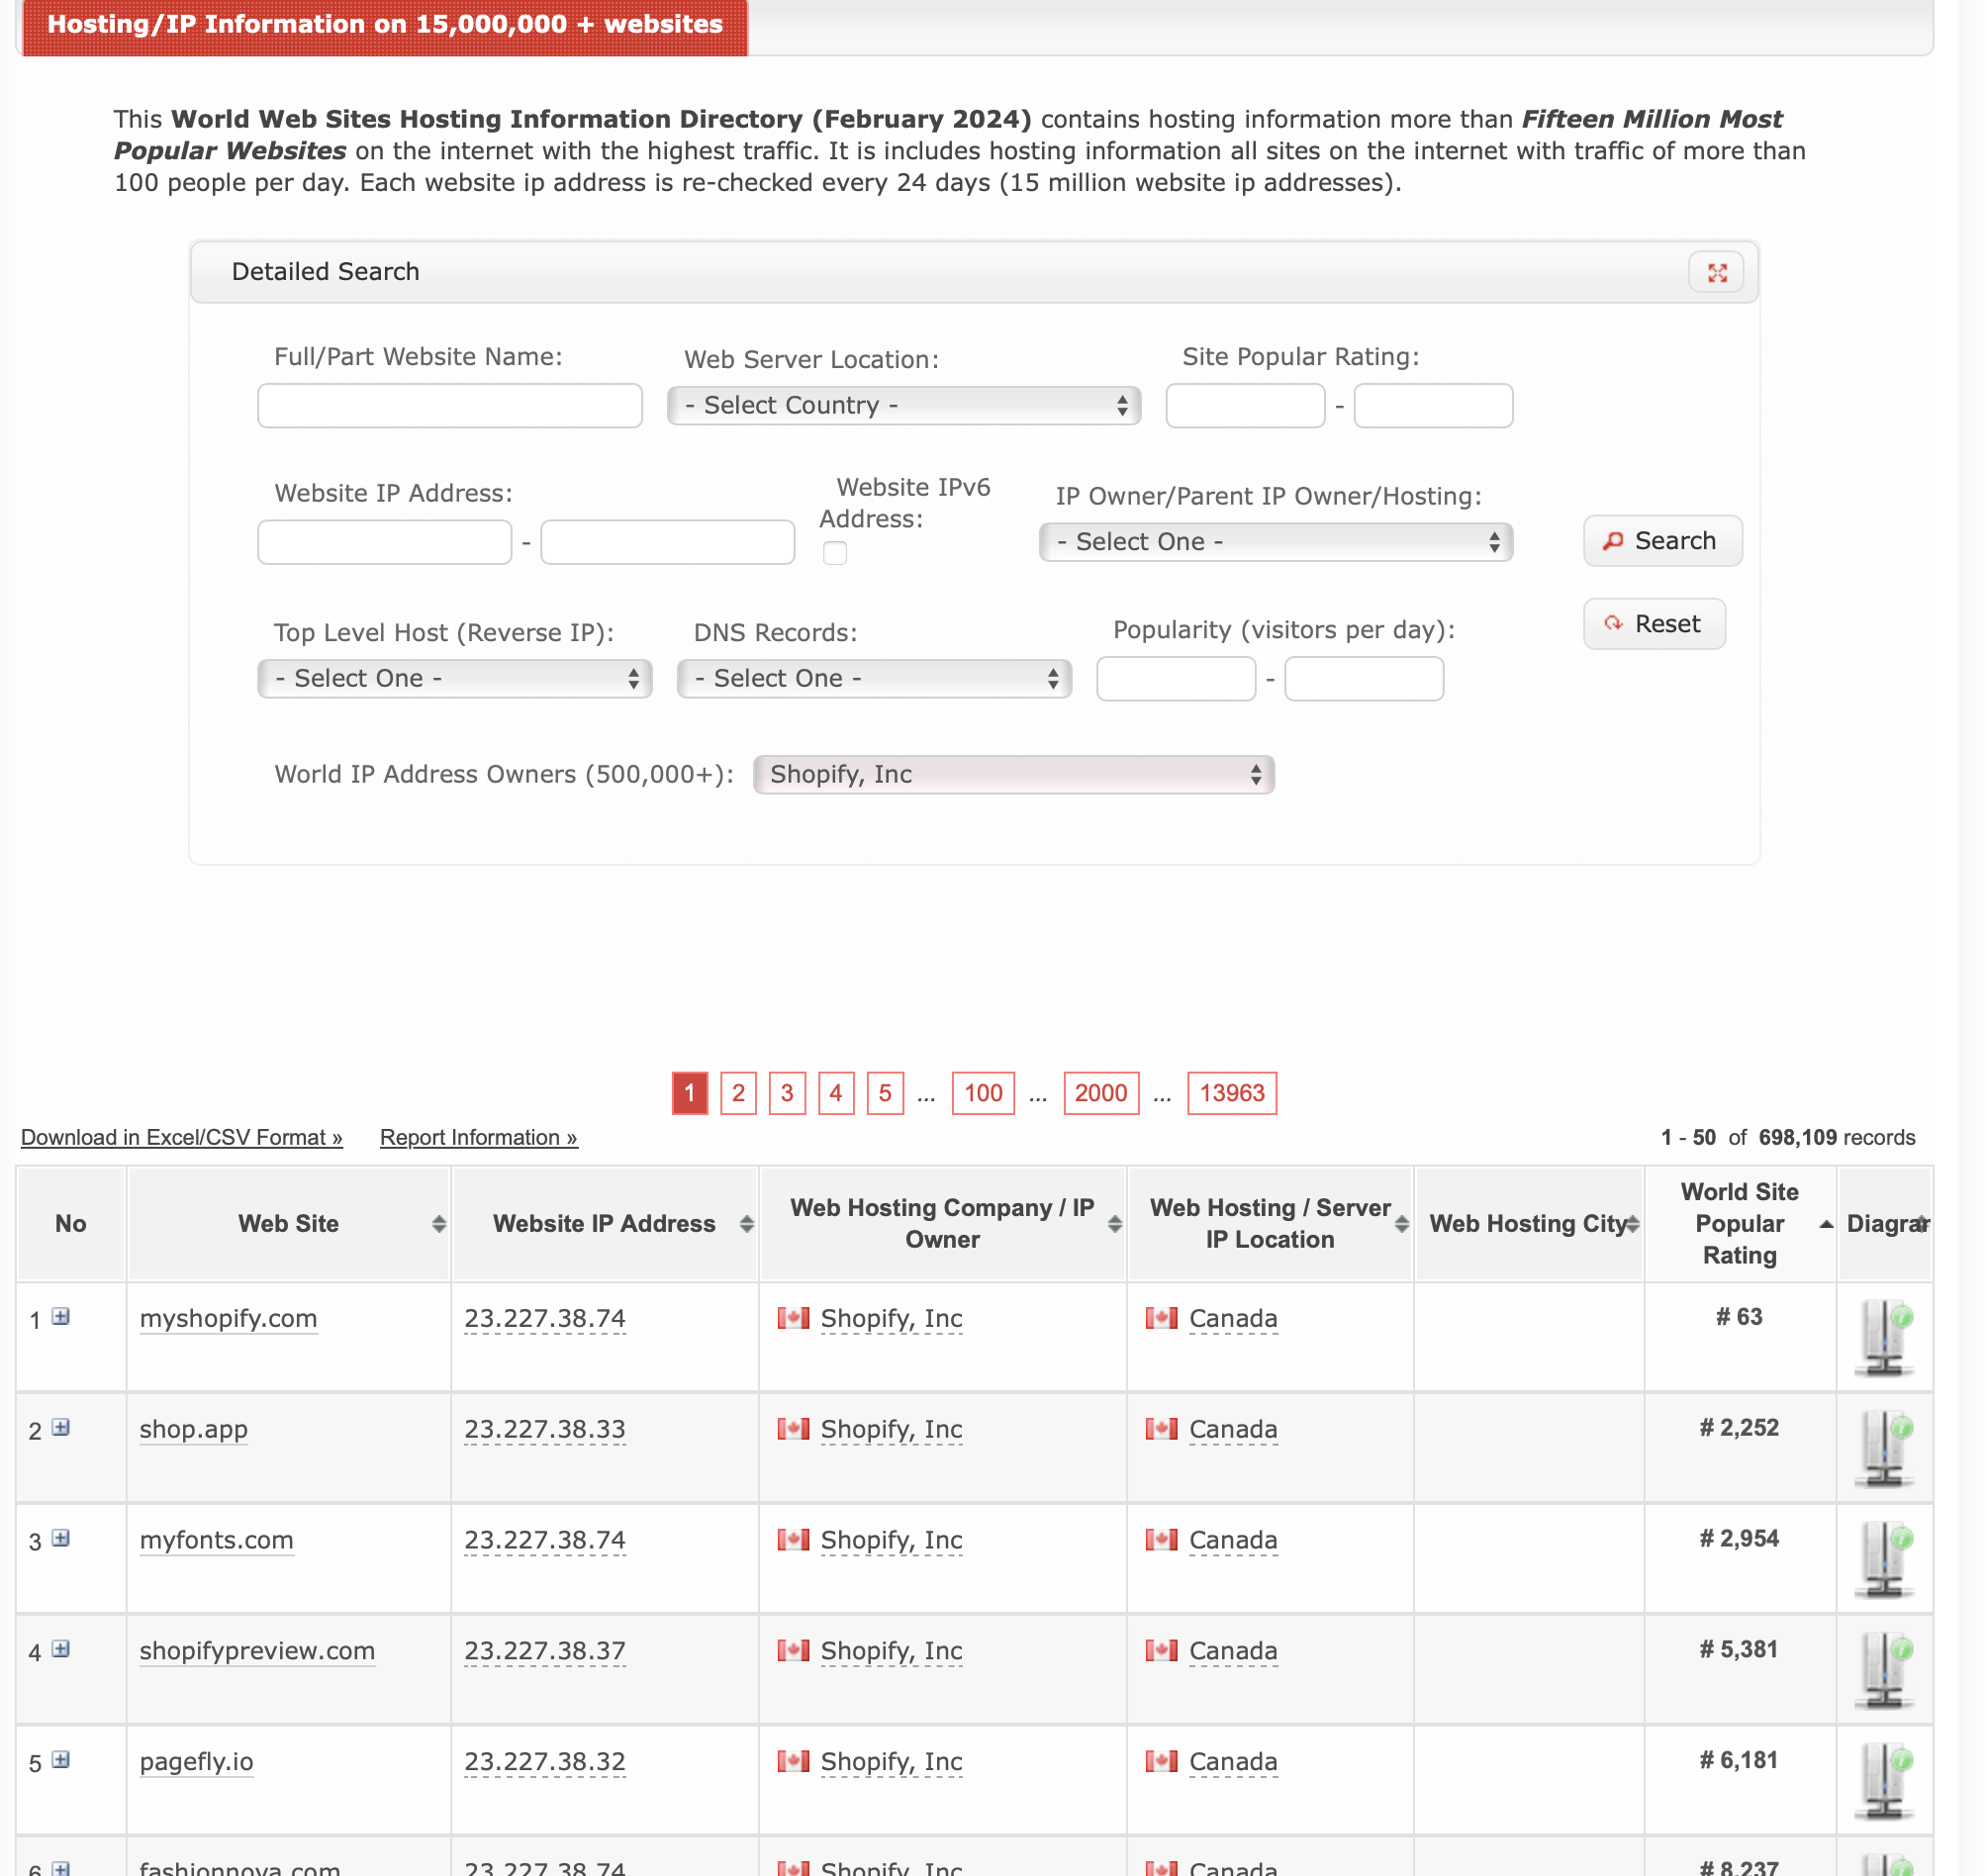 Hosting/IP Information on 15,000,000 + websites
This World Web Sites Hosting Information Directory (February 2024) contains hosting information more than Fifteen Million Most
Popular Websites on the internet with the highest traffic. It is includes hosting information all sites on the internet with traffic of more than
100 people per day. Each website ip address is re-checked every 24 days (15 million website ip addresses).
Detailed Search
Full/Part Website Name: Web Server Location: Site Popular Rating:
- Select Country - -
Website IP Address: Website IPv6 IP Owner/Parent IP Owner/Hosting:
Address:
- - Select One - Search
Top Level Host (Reverse IP): DNS Records: Popularity (visitors per day): Reset
- Select One - - Select One - -
World IP Address Owners (500,000+): Shopify, Inc
1 2 3 4 5 ... 100 ... 2000 ... 13963
Download in Excel/CSV Format » Report Information » 1 - 50 of 698,109 records
No Web Site Website IP Address Web Hosting Company / IP Owner Web Hosting / Server IP Location Web Hosting City World Site Popular Rating Diagrar
1 myshopify.com 23.227.38.74 Shopify, Inc Canada # 63
2 shop.app 23.227.38.33 Shopify, Inc Canada # 2,252
3 myfonts.com 23.227.38.74 Shopify, Inc Canada # 2,954
4 shopifypreview.com 23.227.38.37 Shopify, Inc Canada # 5,381
5 pagefly.io 23.227.38.32 Shopify, Inc Canada # 6,181
6 fashionnova.com 23.227.38.74 Shopify, Inc Canada # 8,237